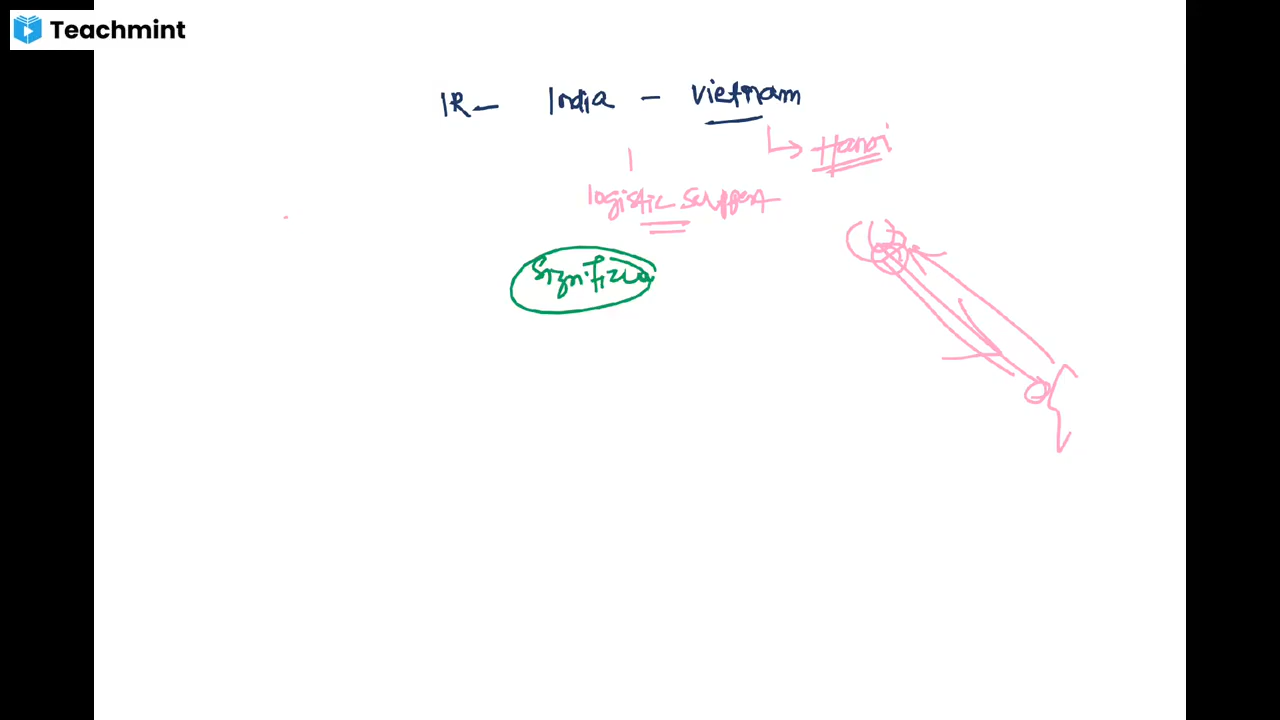 Teachmint
IR - India - Vietnam
Hanoi
logistic support
Significa